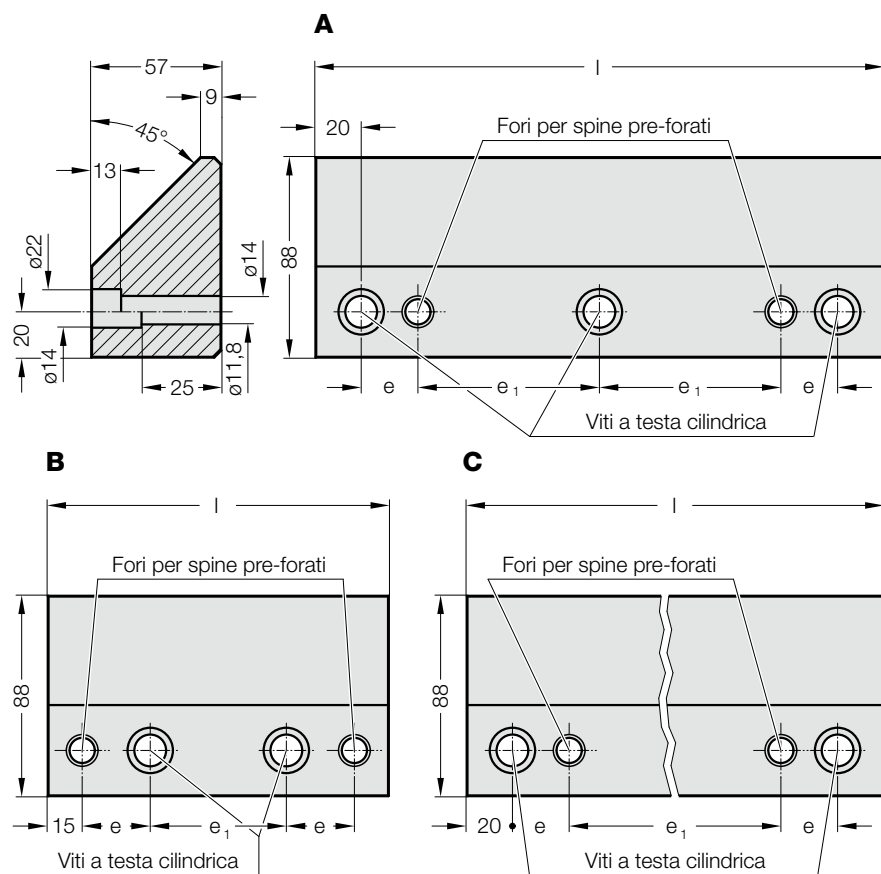 A
57
l
9
20
Fori per spine pre-forati
45°
13
ø22
ø14
88
20
ø14
25
ø11,8
e
e1
e1
e
Viti a testa cilindrica
B
C
l
l
Fori per spine pre-forati
Fori per spine pre-forati
88
88
15
e
e1
e
20
e
e1
e
Viti a testa cilindrica
Viti a testa cilindrica